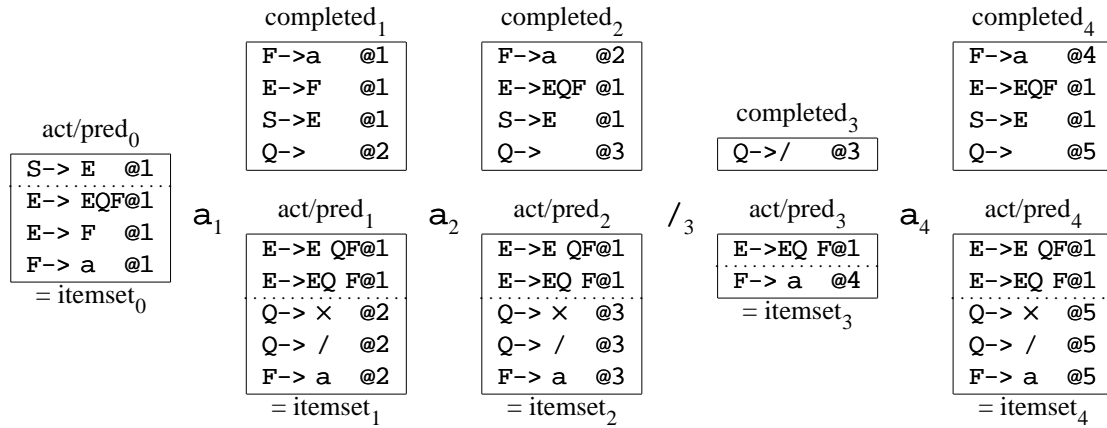 act/pred0
S-> E @1
E-> EQF@1
E-> F @1
F-> a @1
= itemset0
a1
completed1
F->a @1
E->F @1
S->E @1
Q-> @2
act/pred1
E->E QF@1
E->EQ F@1
Q-> × @2
Q-> / @2
F-> a @2
= itemset1
a2
completed2
F->a @2
E->EQF @1
S->E @1
Q-> @3
act/pred2
E->E QF@1
E->EQ F@1
Q-> × @3
Q-> / @3
F-> a @3
= itemset2
/3
completed3
Q->/ @3
act/pred3
E->EQ F@1
F-> a @4
= itemset3
a4
completed4
F->a @4
E->EQF @1
S->E @1
Q-> @5
act/pred4
E->E QF@1
E->EQ F@1
Q-> × @5
Q-> / @5
F-> a @5
= itemset4